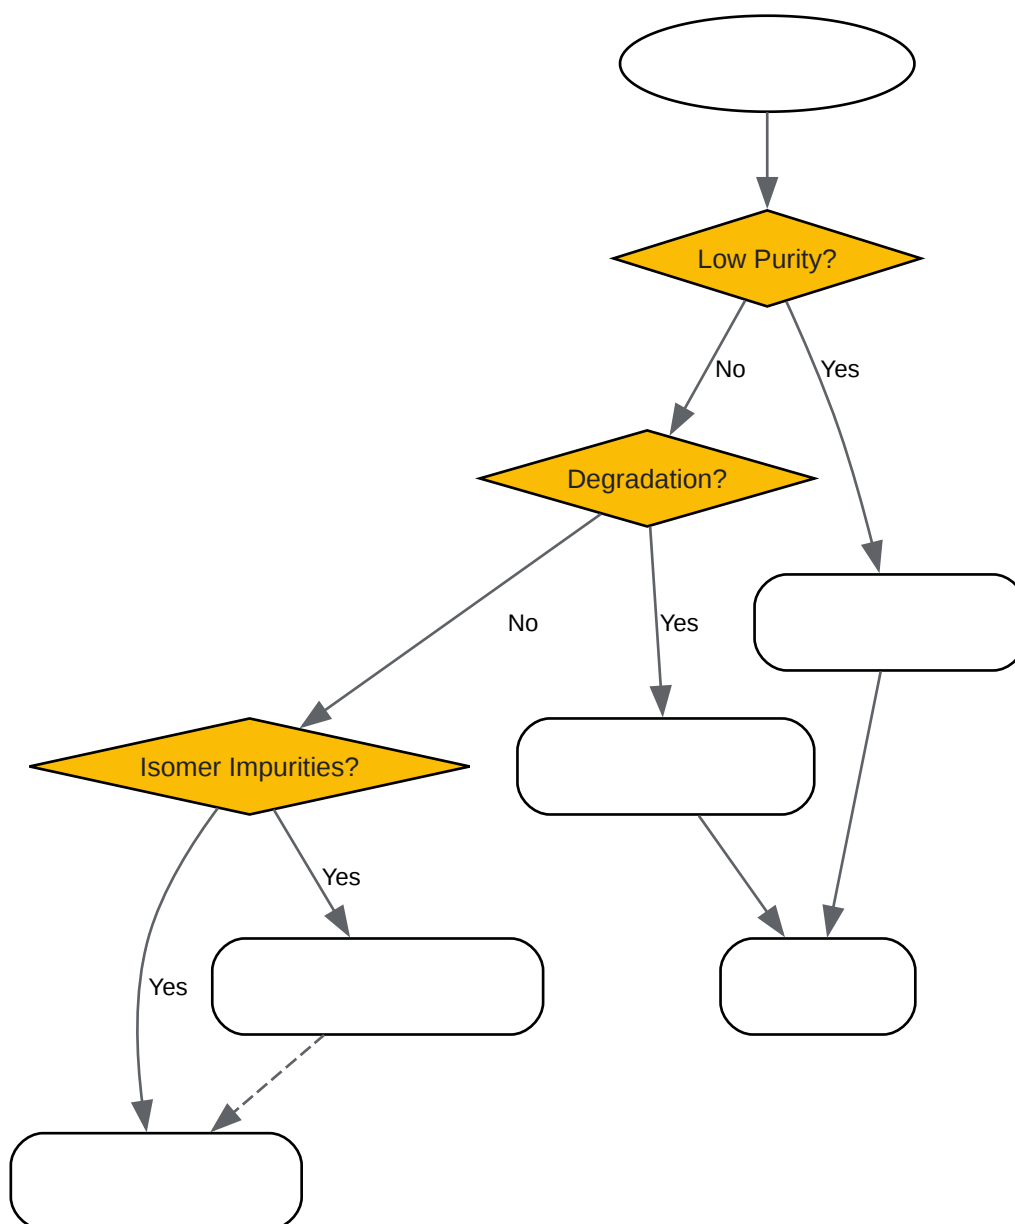 Low Purity?
No
Yes
Degradation?
No
Yes
Isomer Impurities?
Yes
Yes